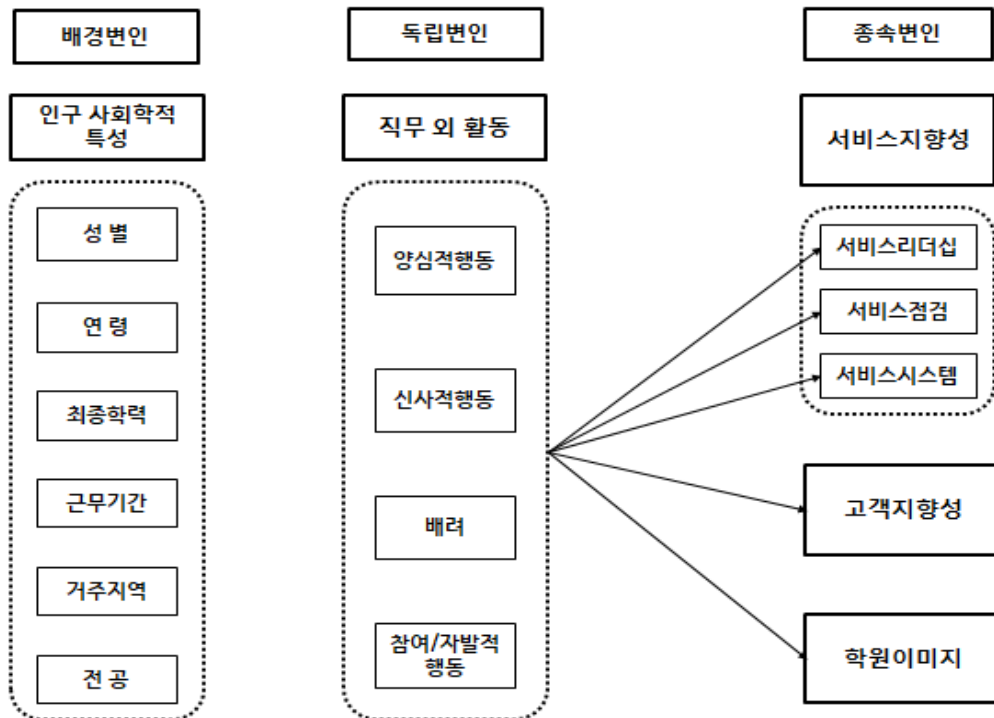 배경변인
독립변인
종속변인
인구 사회학적
특성
직무 외 활동
서비스지향성
성 별
연 령
최종학력
근무기간
거주지역
전 공
양심적행동
신사적행동
배려
참여/자발적
행동
서비스리더십
서비스점검
서비스시스템
고객지향성
학원이미지